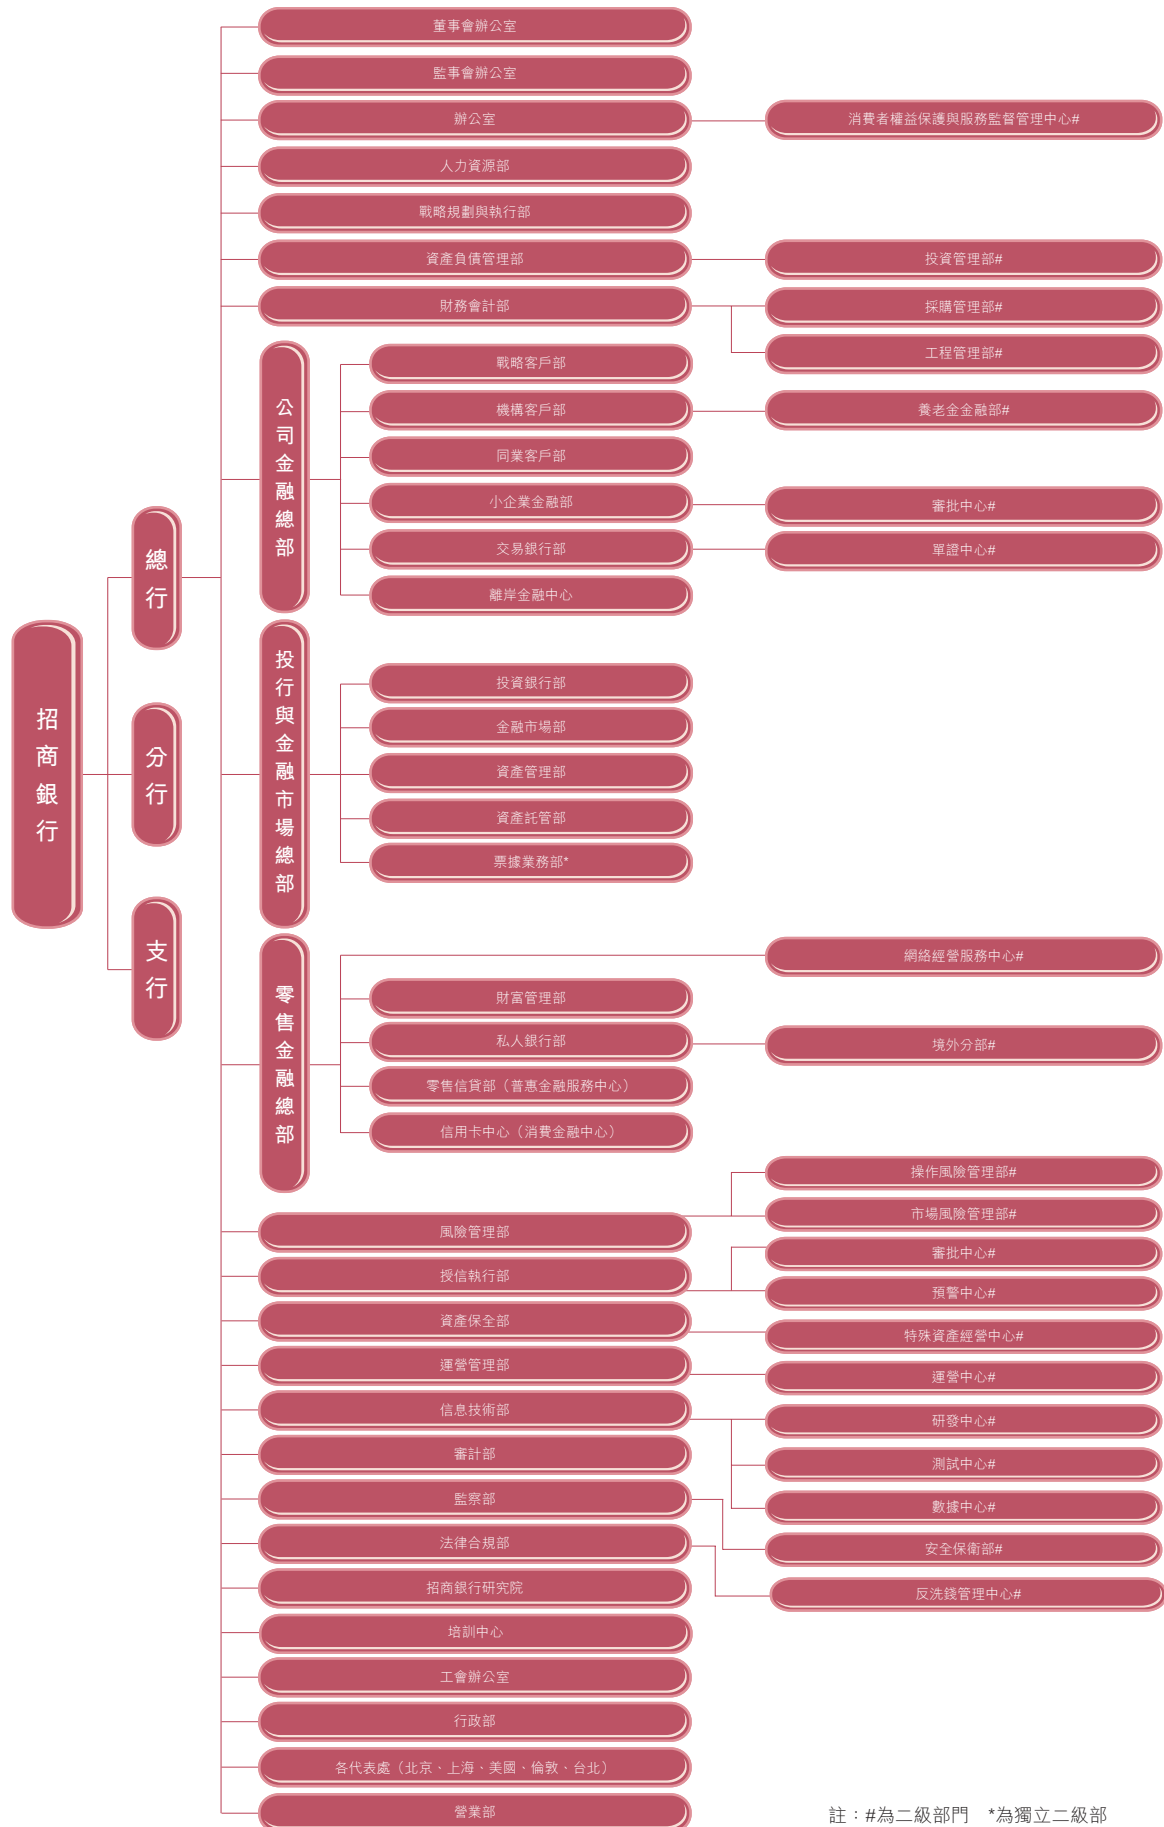 董事會辦公室
監事會辦公室
辦公室
消費者權益保護與服務監督管理中心#
人力資源部
戰略規劃與執行部
資產負債管理部
投資管理部#
財務會計部
採購管理部#
工程管理部#
公司金融總部
戰略客戶部
機構客戶部
養老金金融部#
同業客戶部
小企業金融部
審批中心#
交易銀行部
單證中心#
離岸金融中心
總行
招商銀行
分行
支行
投行與金融市場總部
投資銀行部
金融市場部
資產管理部
資產託管部
票據業務部*
零售金融總部
網絡經營服務中心#
財富管理部
私人銀行部
境外分部#
零售信貸部（普惠金融服務中心）
信用卡中心（消費金融中心）
風險管理部
操作風險管理部#
市場風險管理部#
授信執行部
審批中心#
預警中心#
資產保全部
特殊資產經營中心#
運營管理部
運營中心#
信息技術部
研發中心#
測試中心#
數據中心#
審計部
監察部
安全保衛部#
法律合規部
反洗錢管理中心#
招商銀行研究院
培訓中心
工會辦公室
行政部
各代表處（北京、上海、美國、倫敦、台北）
營業部
註：#為二級部門　*為獨立二級部